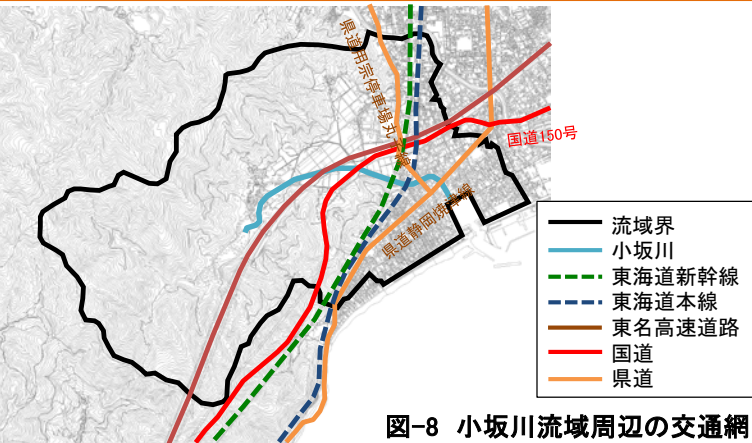 県道用宗停車場丸子線
国道150号
県道静岡焼津線
流域界
小坂川
東海道新幹線
東海道本線
東名高速道路
国道
県道
図-8 小坂川流域周辺の交通網